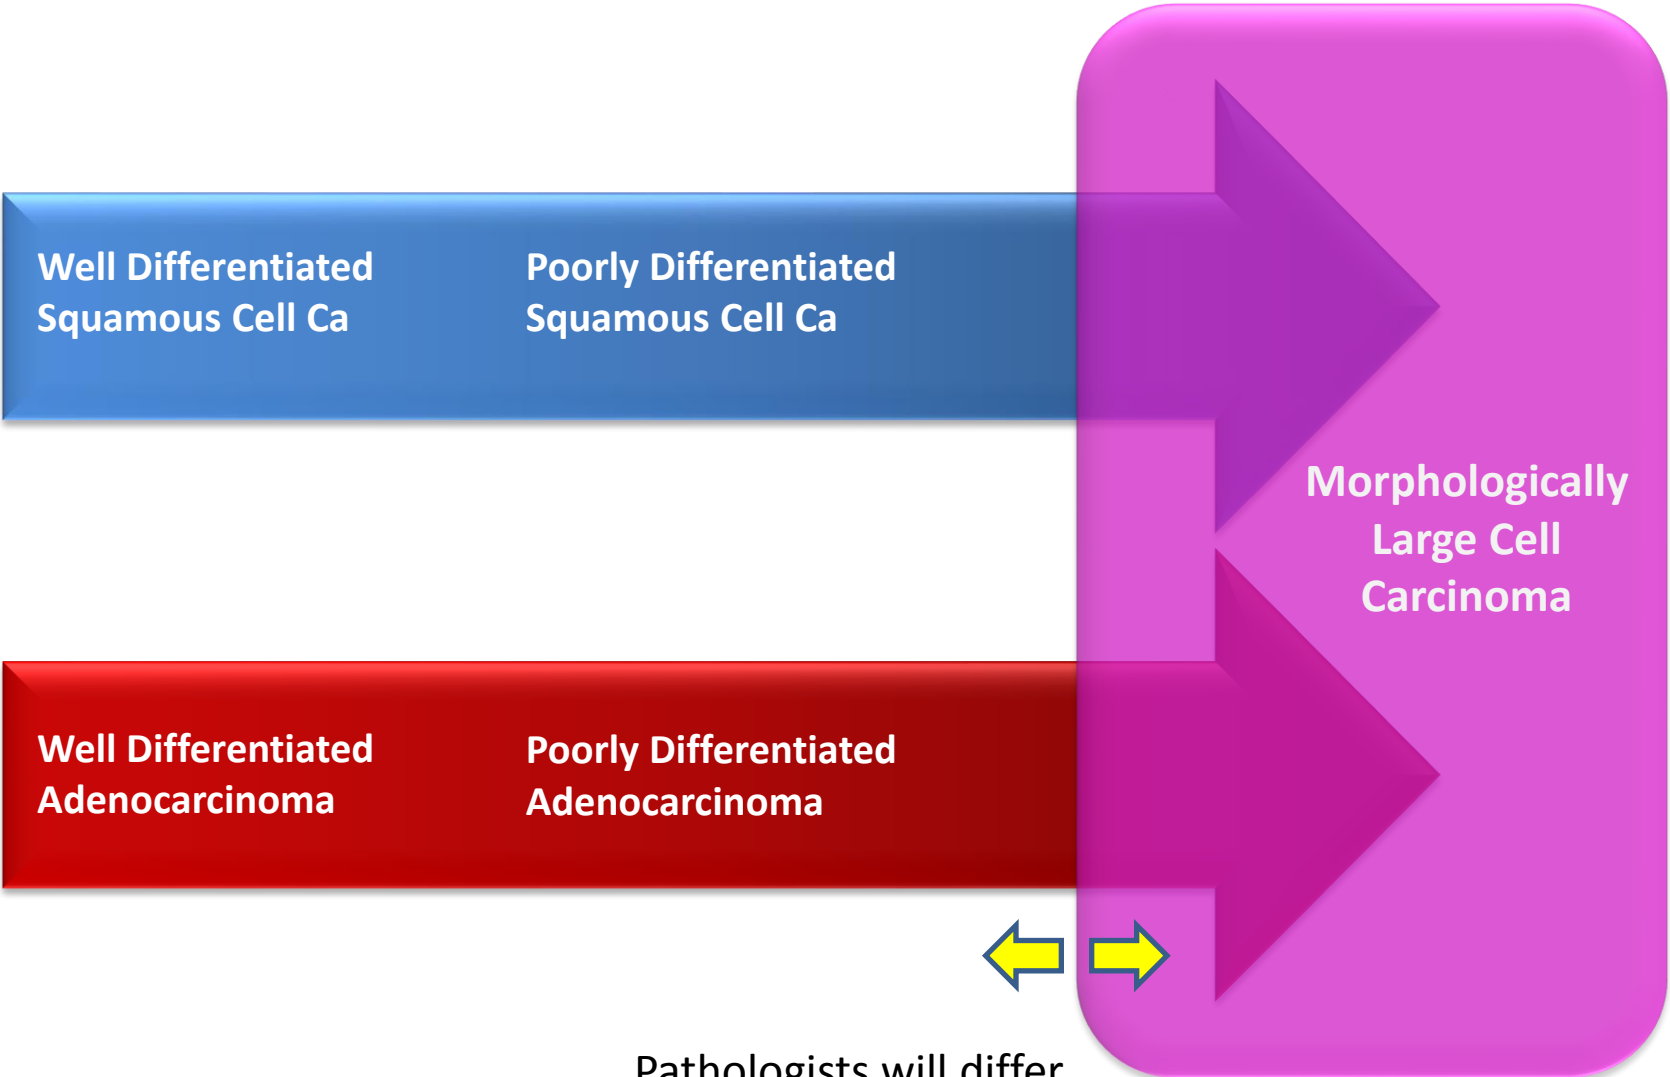 Well Differentiated
Squamous Cell Ca
Poorly Differentiated
Squamous Cell Ca
Morphologically
Large Cell
Carcinoma
Well Differentiated
Adenocarcinoma
Poorly Differentiated
Adenocarcinoma
Pathologists will differ